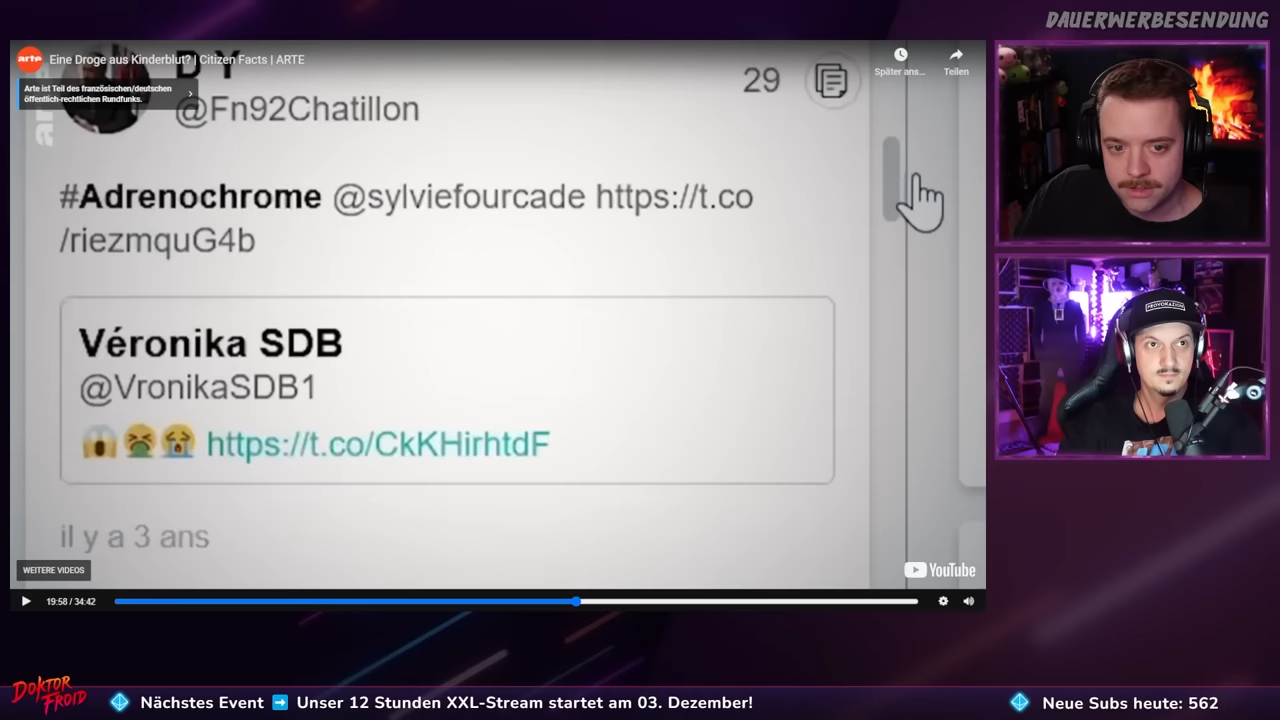 DAUERWERBESENDUNG
arte
Eine Droge aus Kinderblut? | Citizen Facts | ARTE
Später ans...
Teilen
Arte ist Teil des französischen/deutschen
öffentlich-rechtlichen Rundfunks.
D Y
@Fn92Chatillon
29
#Adrenochrome @sylviefourcade https://t.co
/riezmquG4b
Véronika SDB
@VronikaSDB1
😱🤮😭 https://t.co/CkKHirhtdF
il y a 3 ans
WEITERE VIDEOS
YouTube
19:58 / 34:42
PROVOKAZION
DOKTOR
FROID
Nächstes Event ➡️ Unser 12 Stunden XXL-Stream startet am 03. Dezember!
Neue Subs heute: 562